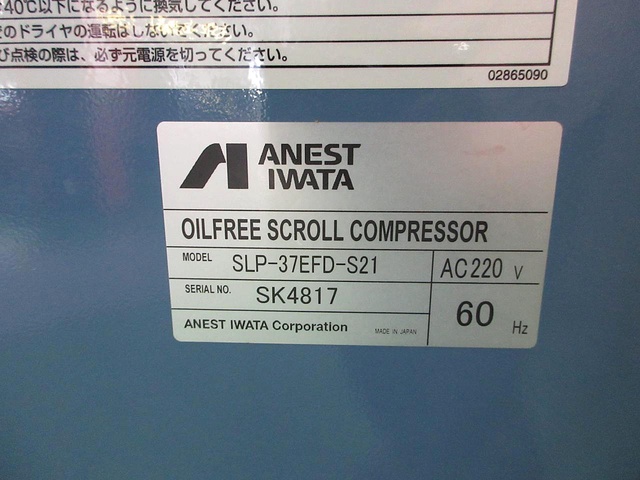 40℃以下になるように換気してください。
のドライヤの運転はしないでください。
び点検の際は、必ず元電源を切ってください。
02865090
ANEST
IWATA
OILFREE SCROLL COMPRESSOR
MODEL SLP-37EFD-S21
AC220 V
SERIAL NO. SK4817
60 Hz
ANEST IWATA Corporation MADE IN JAPAN